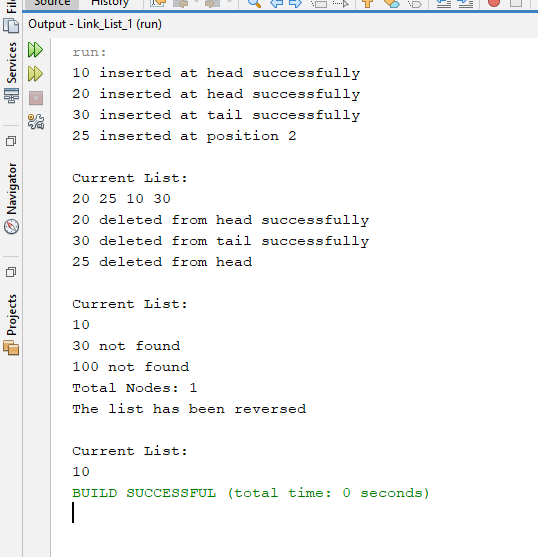 Source History
Output - Link_List_1 (run)
Services
Navigator
Projects
run:
10 inserted at head successfully
20 inserted at head successfully
30 inserted at tail successfully
25 inserted at position 2
Current List:
20 25 10 30
20 deleted from head successfully
30 deleted from tail successfully
25 deleted from head
Current List:
10
30 not found
100 not found
Total Nodes: 1
The list has been reversed
Current List:
10
BUILD SUCCESSFUL (total time: 0 seconds)